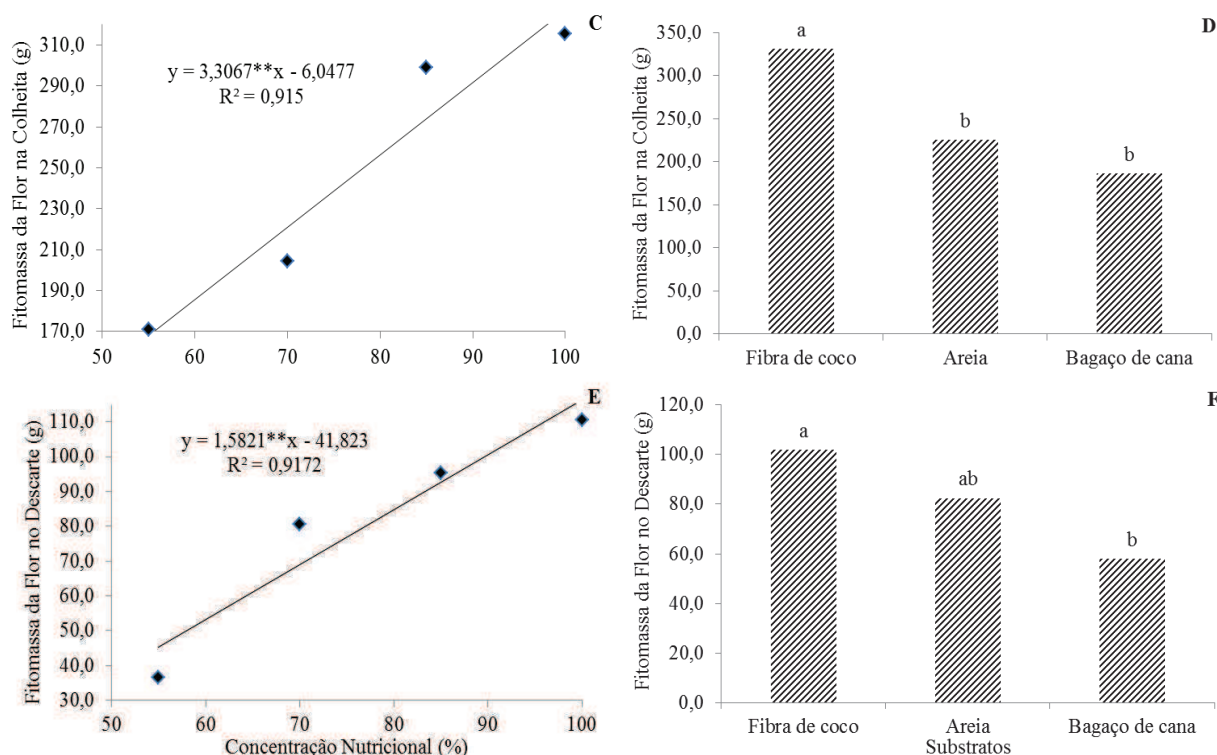 C
Fitomassa da Flor na Colheita (g)
310,0
290,0
270,0
250,0
230,0
210,0
190,0
170,0
y = 3,3067**x - 6,0477
R² = 0,915
50 60 70 80 90 100
D
Fitomassa da Flor na Colheita (g)
350,0
300,0
250,0
200,0
150,0
100,0
50,0
0,0
a
b
b
Fibra de coco Areia Bagaço de cana
E
Fitomassa da Flor no Descarte (g)
110,0
100,0
90,0
80,0
70,0
60,0
50,0
40,0
30,0
y = 1,5821**x - 41,823
R² = 0,9172
50 60 70 80 90 100
Concentração Nutricional (%)
F
Fitomassa da Flor no Descarte (g)
120,0
100,0
80,0
60,0
40,0
20,0
0,0
a
ab
b
Fibra de coco Areia Bagaço de cana
Substratos